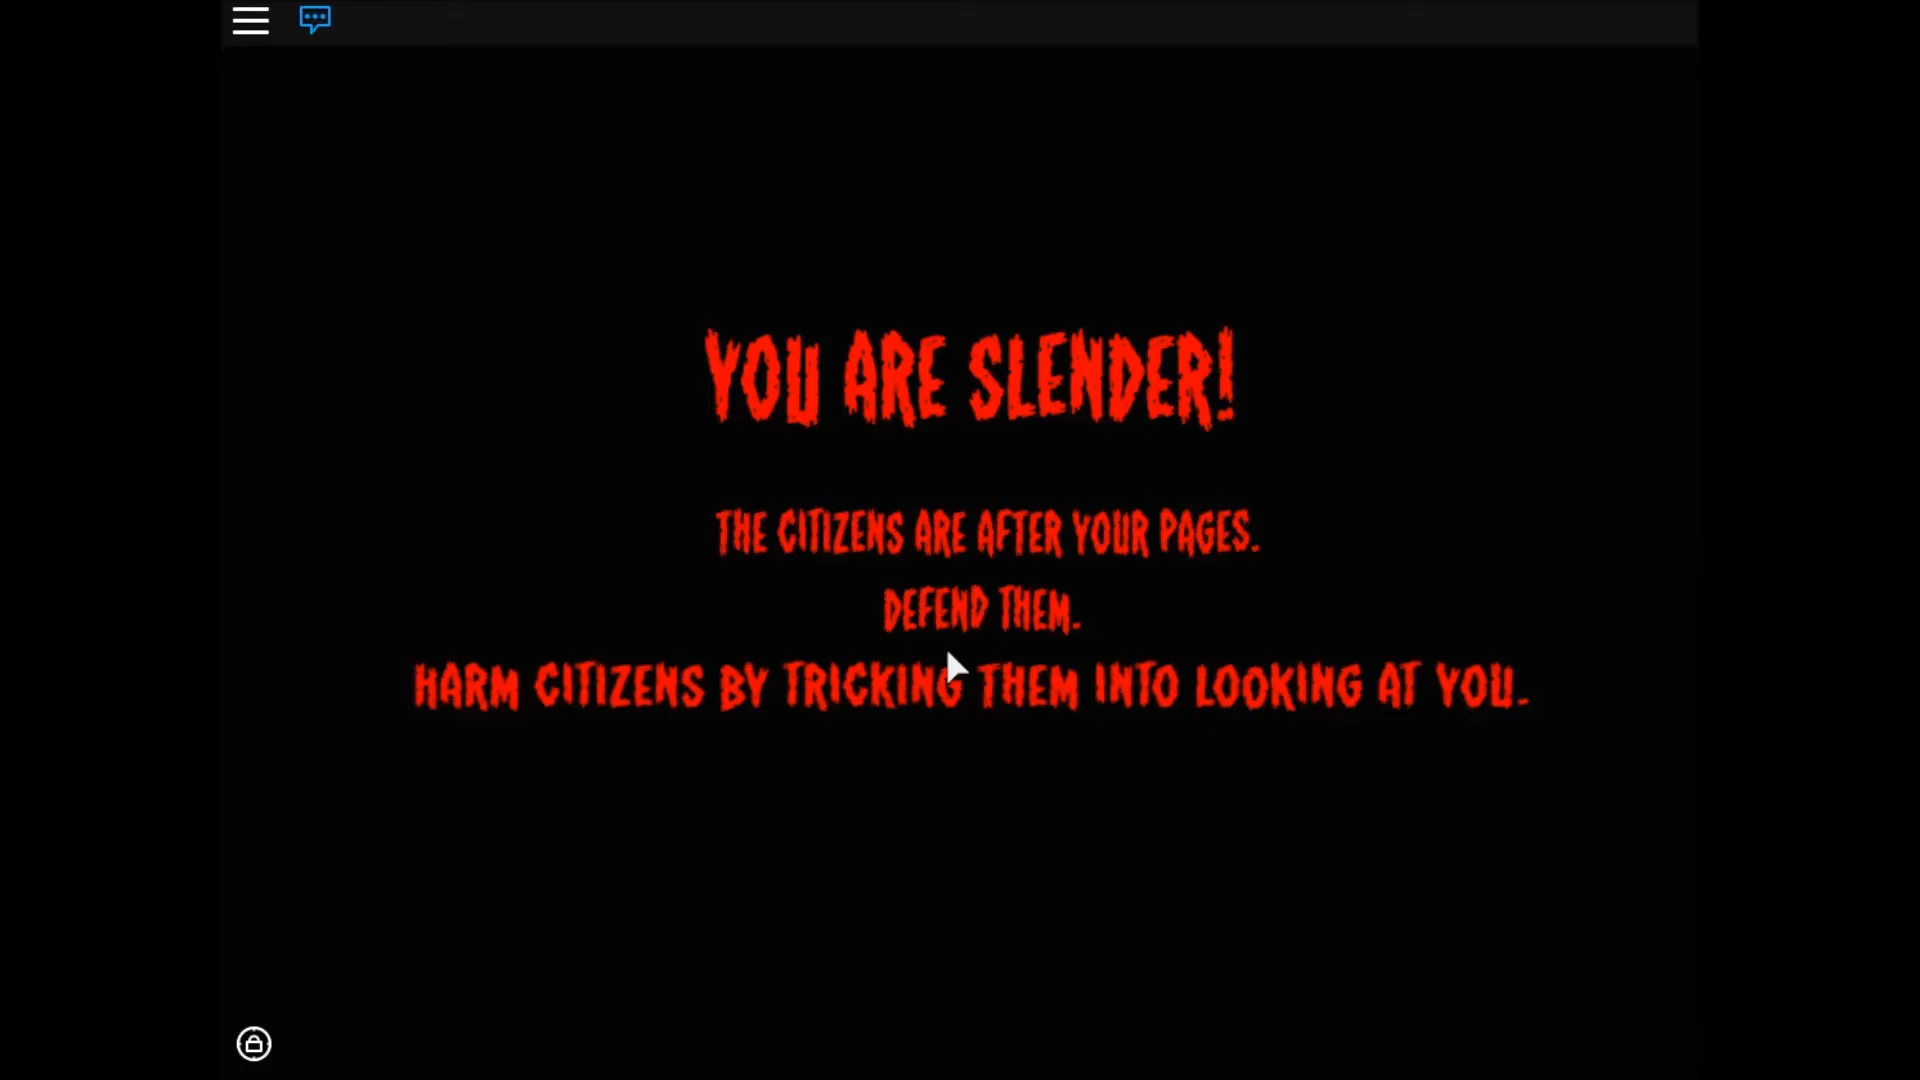 YOU ARE SLENDER!
THE CITIZENS ARE AFTER YOUR PAGES.
DEFEND THEM.
HARM CITIZENS BY TRICKING THEM INTO LOOKING AT YOU.